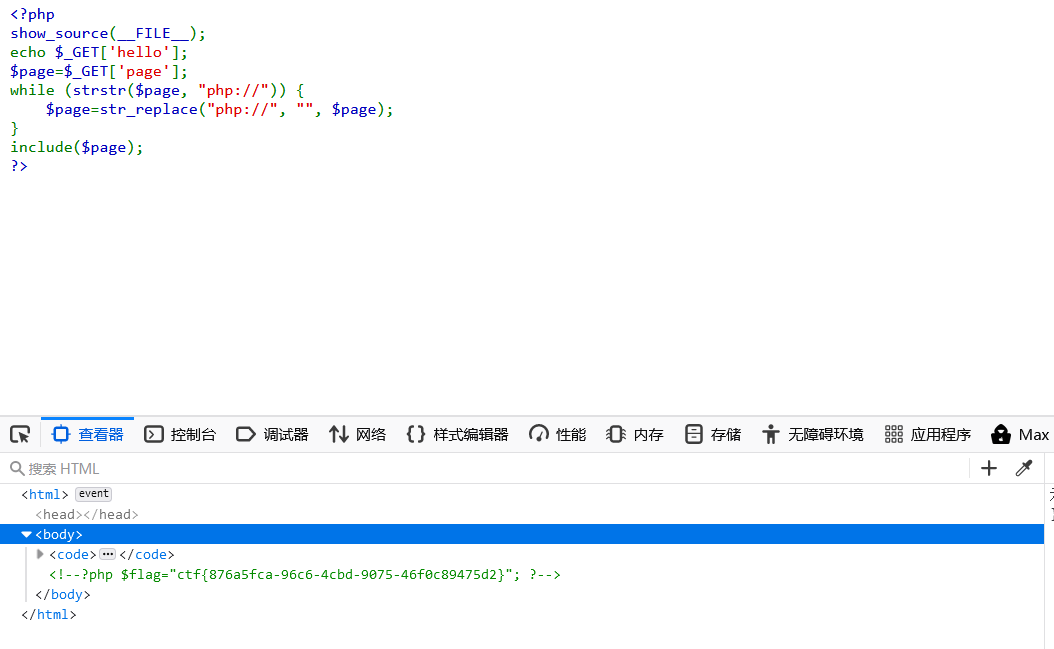 <?php
show_source(__FILE__);
echo $_GET['hello'];
$page=$_GET['page'];
while (strstr($page, "php://")) {
    $page=str_replace("php://", "", $page);
}
include($page);
?>
查看器 控制台 调试器 网络 {} 样式编辑器 性能 内存 存储 无障碍环境 应用程序 Max
搜索 HTML
<html> event
<head></head>
<body>
<code> ••• </code>
<!--?php $flag="ctf{876a5fca-96c6-4cbd-9075-46f0c89475d2}"; ?-->
</body>
</html>